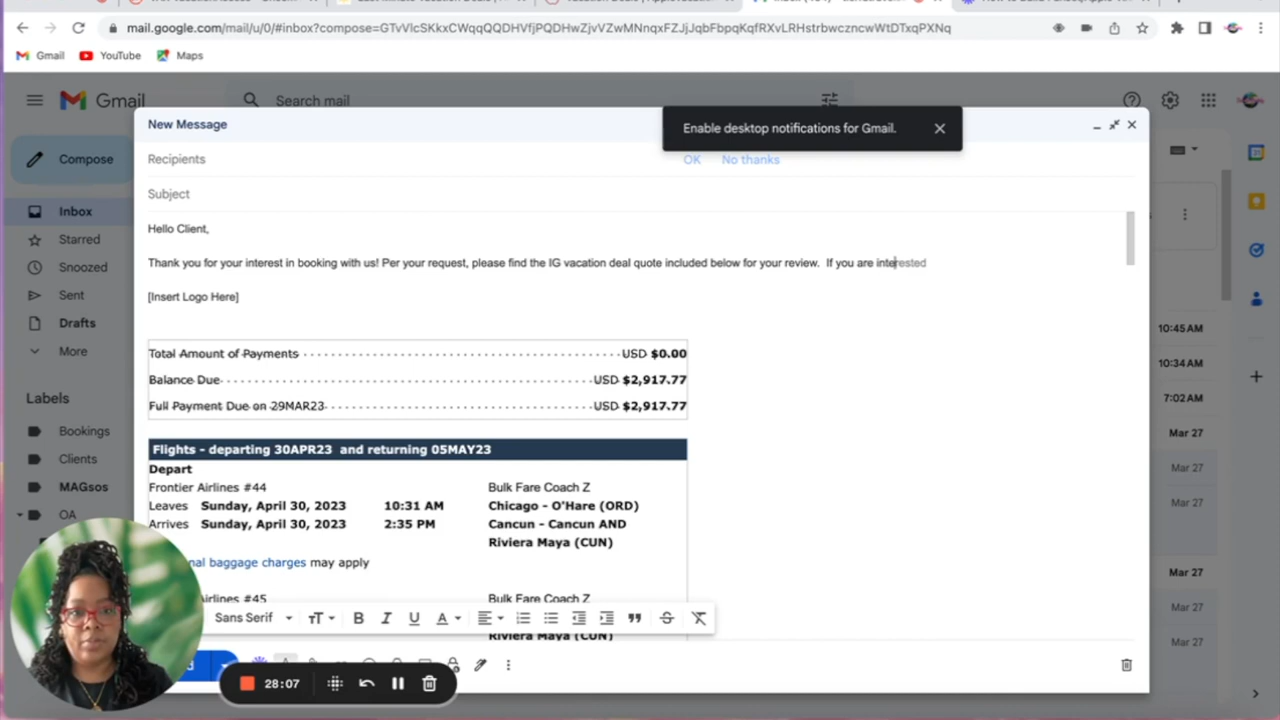 mail.google.com/mail/u/0/#inbox?compose=GTvVlcSKkxCWqqQQDHVfjPQDHwZjvVZwMNnqxFZJjJqbFbpqKqfRXvLRHstrbwczncwWtDTxqPXNq
Gmail YouTube Maps
Gmail
Search mail
Enable desktop notifications for Gmail.
OK No thanks
Compose
Inbox
Starred
Snoozed
Sent
Drafts
More
Labels
Bookings
Clients
MAGsos
OA
New Message
Recipients
Subject
Hello Client,
Thank you for your interest in booking with us! Per your request, please find the IG vacation deal quote included below for your review. If you are interested
[Insert Logo Here]
Total Amount of Payments USD $0.00
Balance Due USD $2,917.77
Full Payment Due on 29MAR23 USD $2,917.77
Flights - departing 30APR23 and returning 05MAY23
Depart
Frontier Airlines #44 Bulk Fare Coach Z
Leaves Sunday, April 30, 2023 10:31 AM Chicago - O'Hare (ORD)
Arrives Sunday, April 30, 2023 2:35 PM Cancun - Cancun AND
Riviera Maya (CUN)
nal baggage charges may apply
Airlines #45 Bulk Fare Coach Z
Riviera Maya (CUN)
Sans Serif
28:07
10:45 AM
10:34 AM
7:02 AM
Mar 27
Mar 27
Mar 27
Mar 27
Mar 27
Mar 27